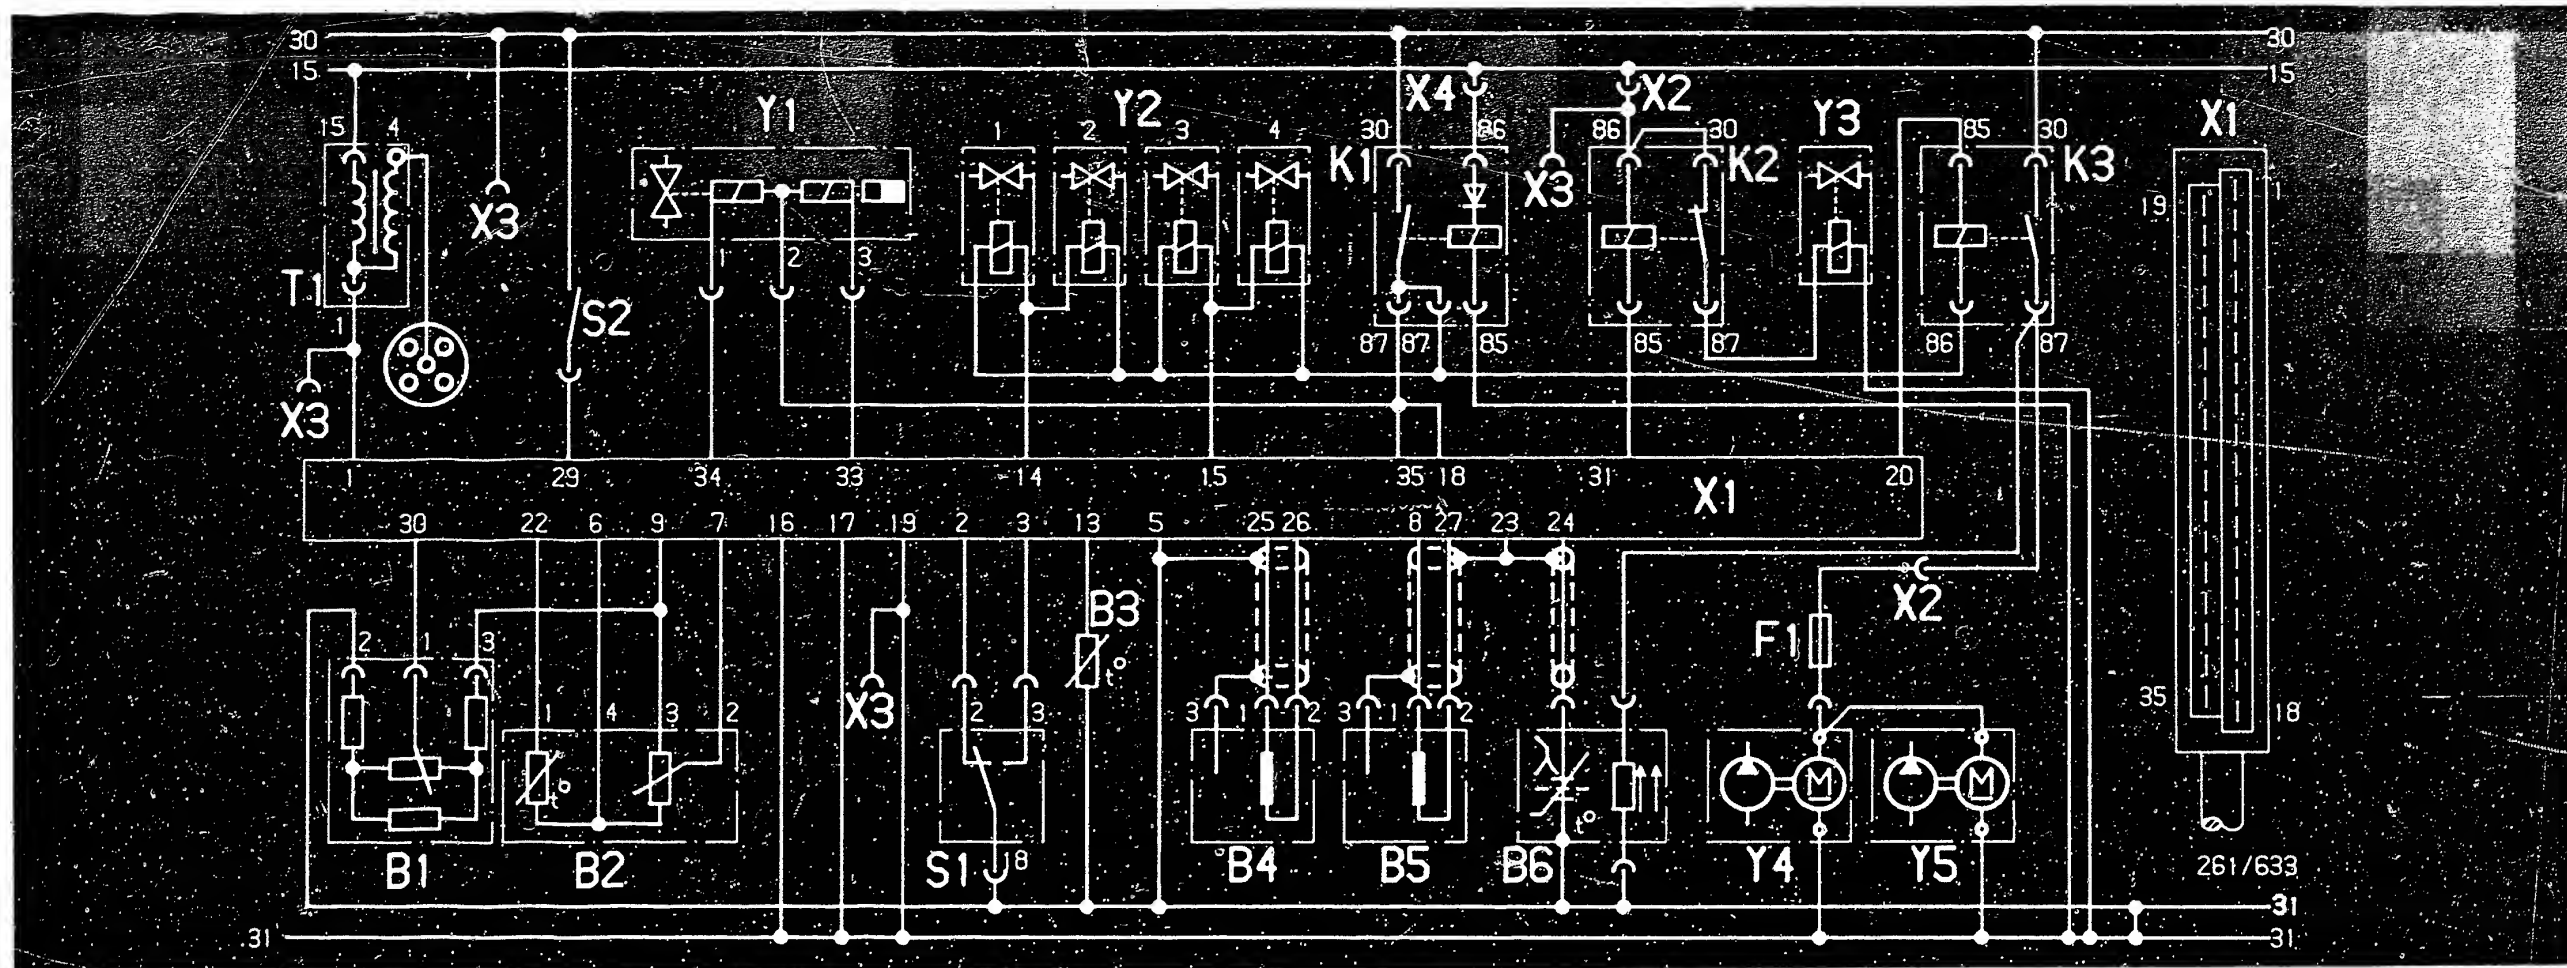 30 30
15 15
X4 X2
Y1 Y2 Y3 X1
15 4 1 2 3 4 30 86 86 30 85 30
K1 X3 K2 K3
X3
19 1
T1 1 2 3
S2
1 87 87 85 85 87 86 87
X3
1 29 34 33 14 15 35 18 31 20
X1
30 22 6 9 7 16 17 19 2 3 13 5 25 26 8 27 23 24
B3 X2
F1
2 1 3 t°
35 18
X3
1 4 3 2 2 3 3 1 2 3 1 2
λ
t° t° M M
B1 B2 S1 18 B4 B5 B6 Y4 Y5
261/633
31
31 31